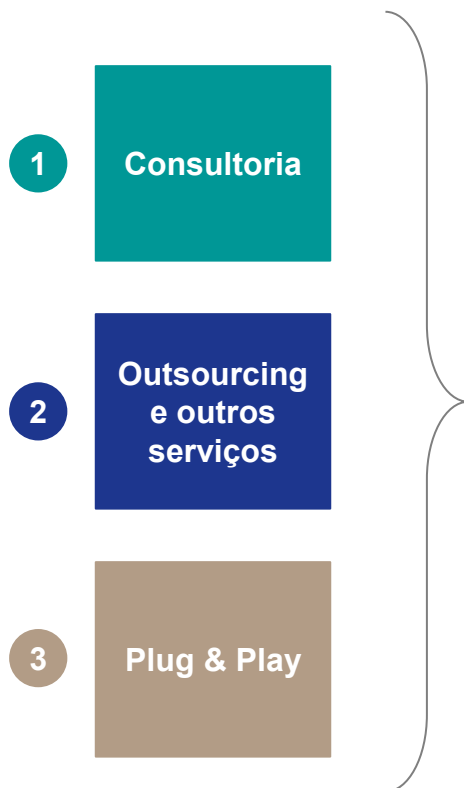 1
Consultoria
2
Outsourcing
e outros
serviços
3
Plug & Play